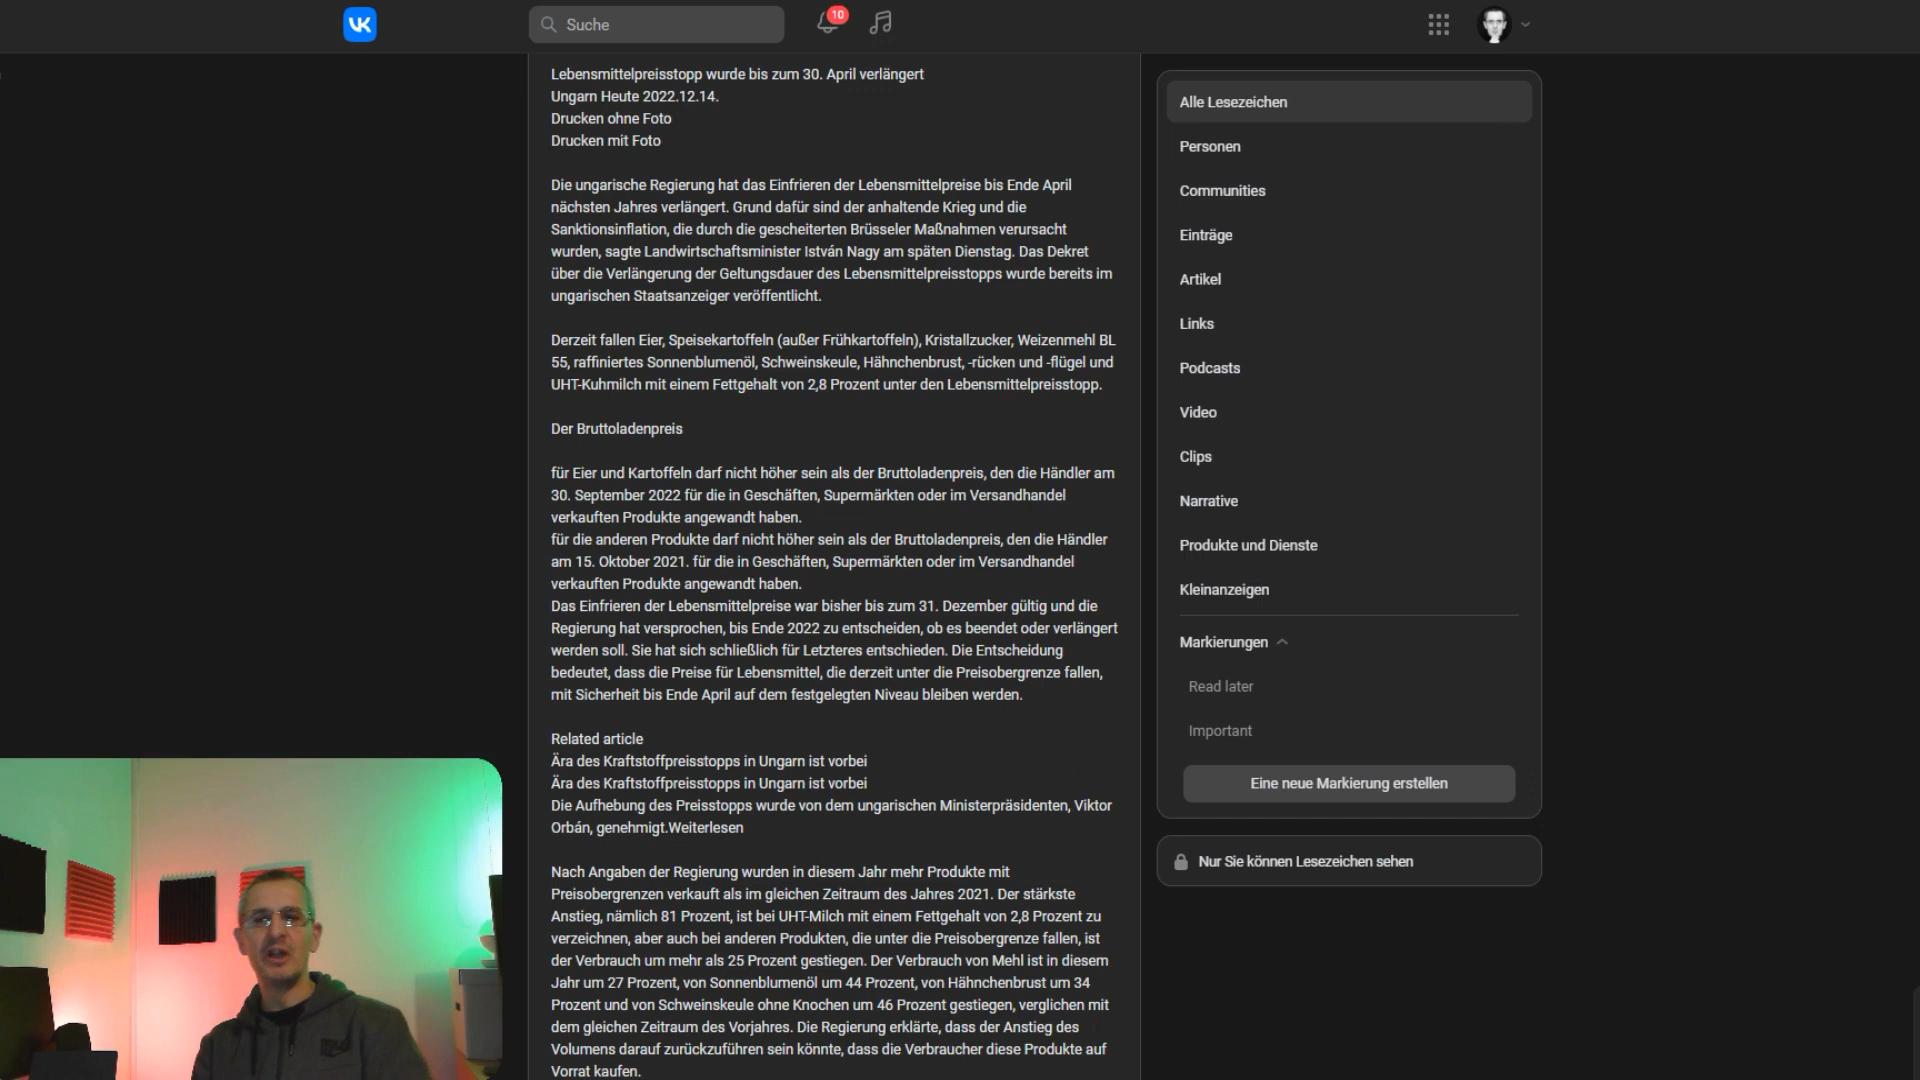 VK
Suche
10
Lebensmittelpreisstopp wurde bis zum 30. April verlängert
Ungarn Heute 2022.12.14.
Drucken ohne Foto
Drucken mit Foto
Die ungarische Regierung hat das Einfrieren der Lebensmittelpreise bis Ende April
nächsten Jahres verlängert. Grund dafür sind der anhaltende Krieg und die
Sanktionsinflation, die durch die gescheiterten Brüsseler Maßnahmen verursacht
wurden, sagte Landwirtschaftsminister István Nagy am späten Dienstag. Das Dekret
über die Verlängerung der Geltungsdauer des Lebensmittelpreisstopps wurde bereits im
ungarischen Staatsanzeiger veröffentlicht.
Derzeit fallen Eier, Speisekartoffeln (außer Frühkartoffeln), Kristallzucker, Weizenmehl BL
55, raffiniertes Sonnenblumenöl, Schweinskeule, Hähnchenbrust, -rücken und -flügel und
UHT-Kuhmilch mit einem Fettgehalt von 2,8 Prozent unter den Lebensmittelpreisstopp.
Der Bruttoladenpreis
für Eier und Kartoffeln darf nicht höher sein als der Bruttoladenpreis, den die Händler am
30. September 2022 für die in Geschäften, Supermärkten oder im Versandhandel
verkauften Produkte angewandt haben.
für die anderen Produkte darf nicht höher sein als der Bruttoladenpreis, den die Händler
am 15. Oktober 2021. für die in Geschäften, Supermärkten oder im Versandhandel
verkauften Produkte angewandt haben.
Das Einfrieren der Lebensmittelpreise war bisher bis zum 31. Dezember gültig und die
Regierung hat versprochen, bis Ende 2022 zu entscheiden, ob es beendet oder verlängert
werden soll. Sie hat sich schließlich für Letzteres entschieden. Die Entscheidung
bedeutet, dass die Preise für Lebensmittel, die derzeit unter die Preisobergrenze fallen,
mit Sicherheit bis Ende April auf dem festgelegten Niveau bleiben werden.
Related article
Ära des Kraftstoffpreisstopps in Ungarn ist vorbei
Ära des Kraftstoffpreisstopps in Ungarn ist vorbei
Die Aufhebung des Preisstopps wurde von dem ungarischen Ministerpräsidenten, Viktor
Orbán, genehmigt.Weiterlesen
Nach Angaben der Regierung wurden in diesem Jahr mehr Produkte mit
Preisobergrenzen verkauft als im gleichen Zeitraum des Jahres 2021. Der stärkste
Anstieg, nämlich 81 Prozent, ist bei UHT-Milch mit einem Fettgehalt von 2,8 Prozent zu
verzeichnen, aber auch bei anderen Produkten, die unter die Preisobergrenze fallen, ist
der Verbrauch um mehr als 25 Prozent gestiegen. Der Verbrauch von Mehl ist in diesem
Jahr um 27 Prozent, von Sonnenblumenöl um 44 Prozent, von Hähnchenbrust um 34
Prozent und von Schweinskeule ohne Knochen um 46 Prozent gestiegen, verglichen mit
dem gleichen Zeitraum des Vorjahres. Die Regierung erklärte, dass der Anstieg des
Volumens darauf zurückzuführen sein könnte, dass die Verbraucher diese Produkte auf
Vorrat kaufen.
Alle Lesezeichen
Personen
Communities
Einträge
Artikel
Links
Podcasts
Video
Clips
Narrative
Produkte und Dienste
Kleinanzeigen
Markierungen
Read later
Important
Eine neue Markierung erstellen
Nur Sie können Lesezeichen sehen